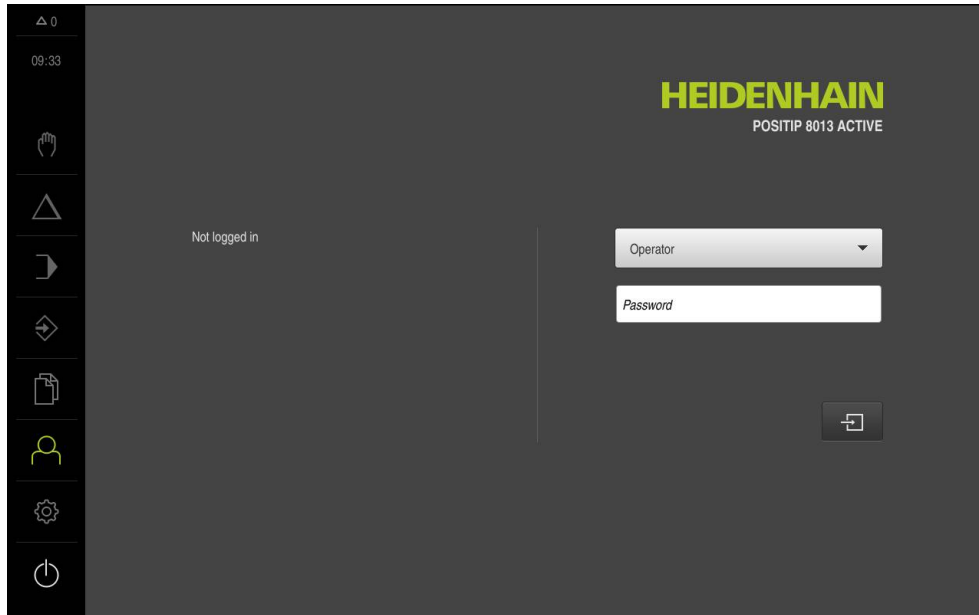 △ 0
09:33
HEIDENHAIN
POSITIP 8013 ACTIVE
Not logged in
Operator
Password